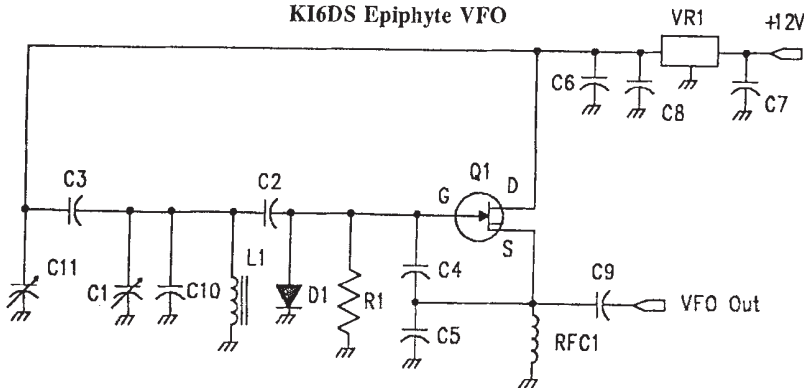 KI6DS Epiphyte VFO
VR1
+12V
C6
C8
C7
Q1
D
G
S
C3
C2
C11
C1
C10
L1
D1
R1
C4
C5
C9
VFO Out
RFC1